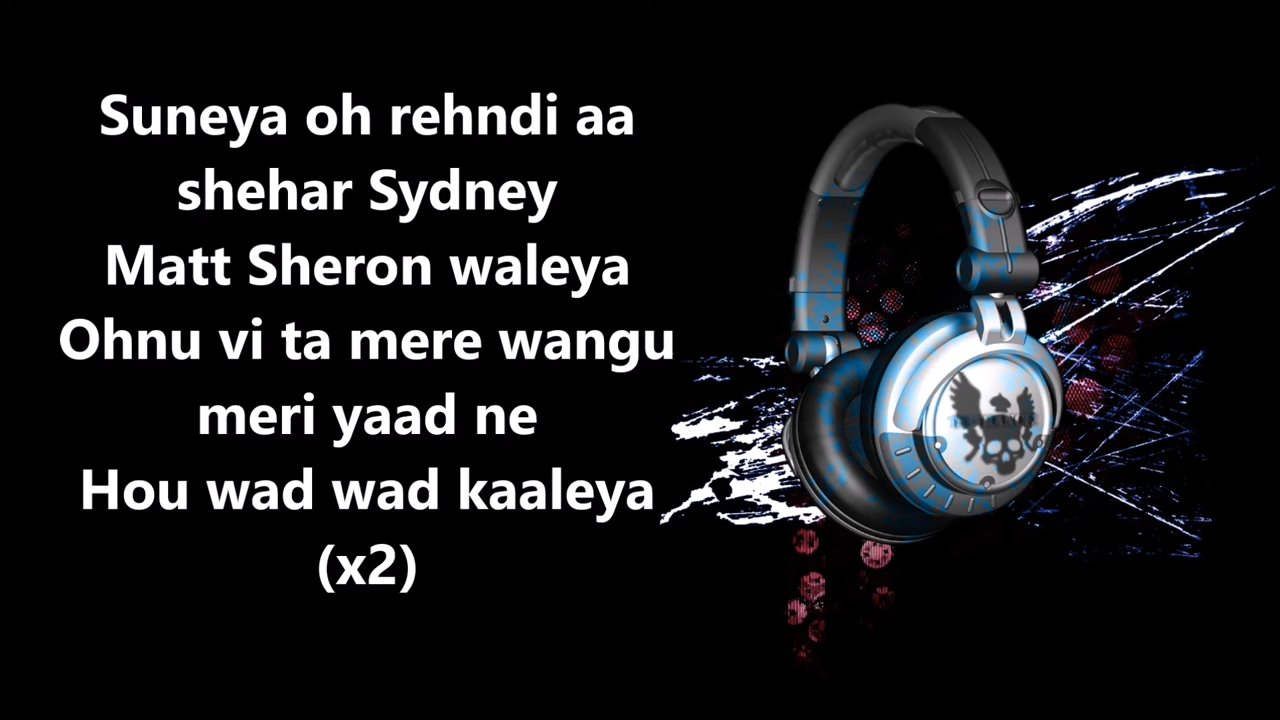 Suneya oh rehndi aa
shehar Sydney
Matt Sheron waleya
Ohnu vi ta mere wangu
meri yaad ne
Hou wad wad kaaleya
(x2)